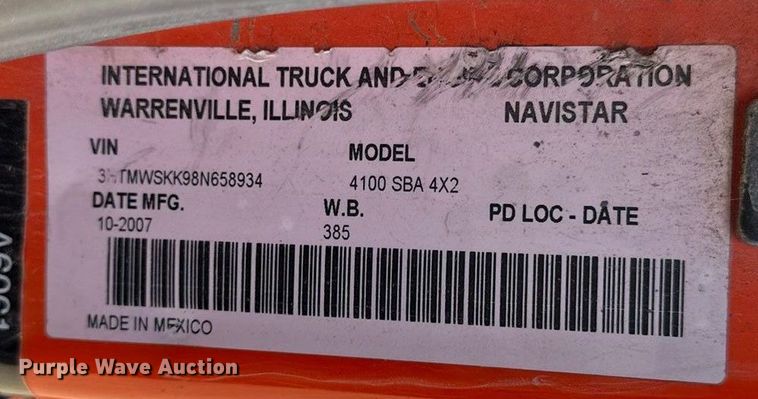 INTERNATIONAL TRUCK AND CORPORATION
WARRENVILLE, ILLINOIS NAVISTAR
VIN MODEL
4100 SBA 4X2
DATE MFG. W.B. PD LOC - DATE
10-2007 385
MADE IN MEXICO
Purple Wave Auction